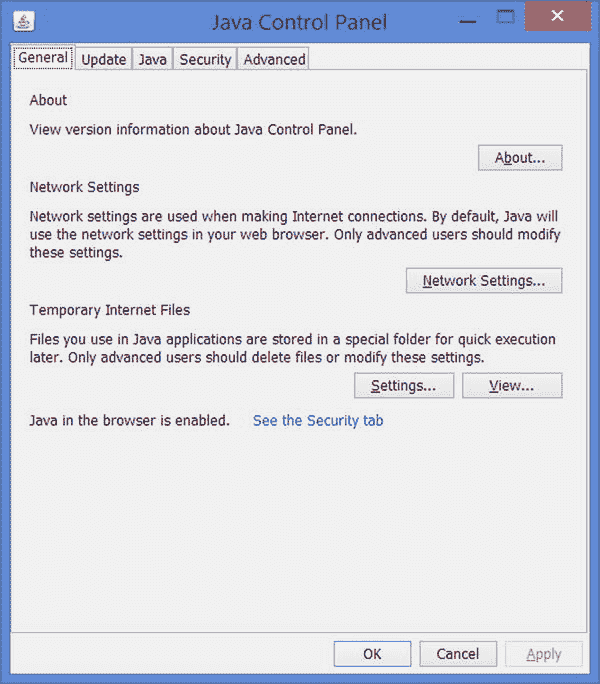 Java Control Panel
General Update Java Security Advanced
About
View version information about Java Control Panel.
About...
Network Settings
Network settings are used when making Internet connections. By default, Java will
use the network settings in your web browser. Only advanced users should modify
these settings.
Network Settings...
Temporary Internet Files
Files you use in Java applications are stored in a special folder for quick execution
later. Only advanced users should delete files or modify these settings.
Settings... View...
Java in the browser is enabled. See the Security tab
OK Cancel Apply